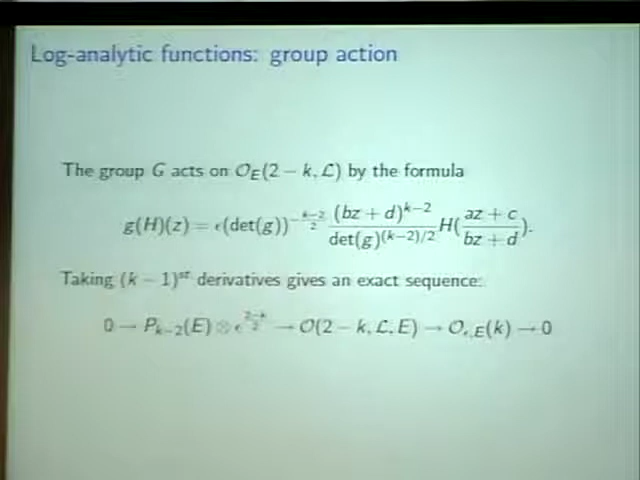 Log-analytic functions: group action
The group G acts on O_E(2 − k, ℒ) by the formula
g(H)(z) = ε(det(g))^{−(k−2)/2} (bz + d)^{k−2} / det(g)^{(k−2)/2} H((az + c)/(bz + d)).
Taking (k − 1)^{st} derivatives gives an exact sequence:
0 → P_{k−2}(E) ⊗ ε^{(2−k)/2} → O(2 − k, ℒ, E) → O_{ε,E}(k) → 0